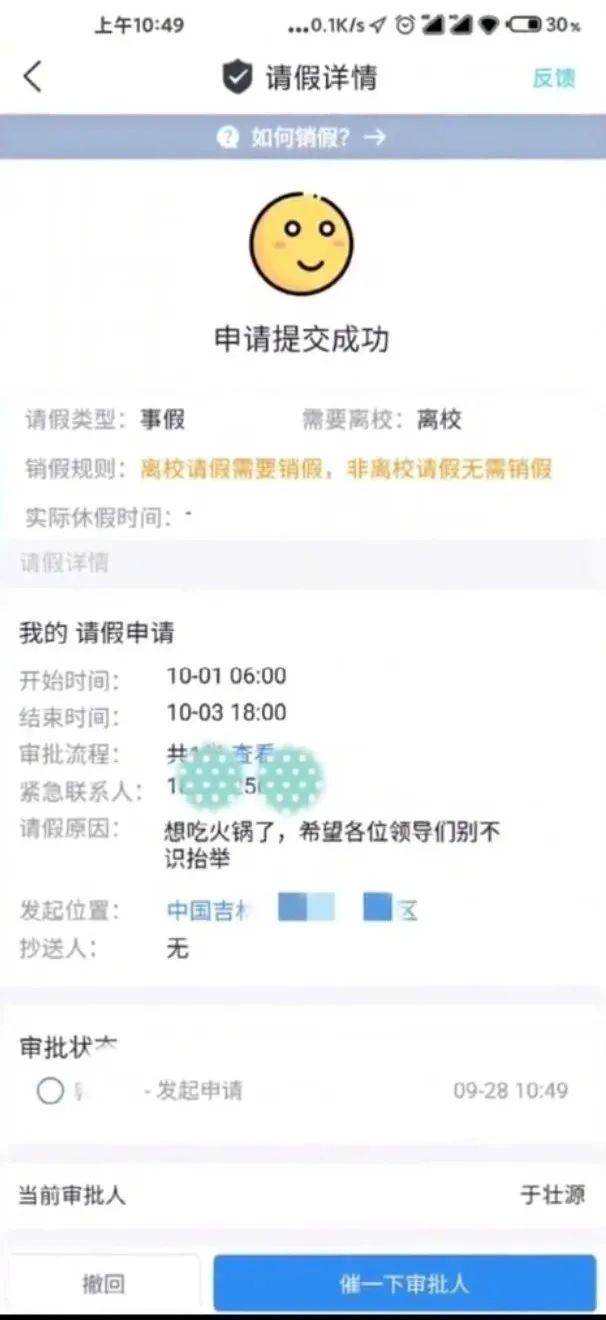 上午10:49
...0.1K/s
30%
请假详情
反馈
如何销假? →
申请提交成功
请假类型: 事假 需要离校: 离校
销假规则: 离校请假需要销假，非离校请假无需销假
实际休假时间: -
请假详情
我的 请假申请
开始时间: 10-01 06:00
结束时间: 10-03 18:00
审批流程: 共1 查看
紧急联系人: 1
请假原因: 想吃火锅了，希望各位领导们别不
识抬举
发起位置: 中国吉林 区
抄送人: 无
审批状态
- 发起申请 09-28 10:49
当前审批人 于壮源
撤回 催一下审批人